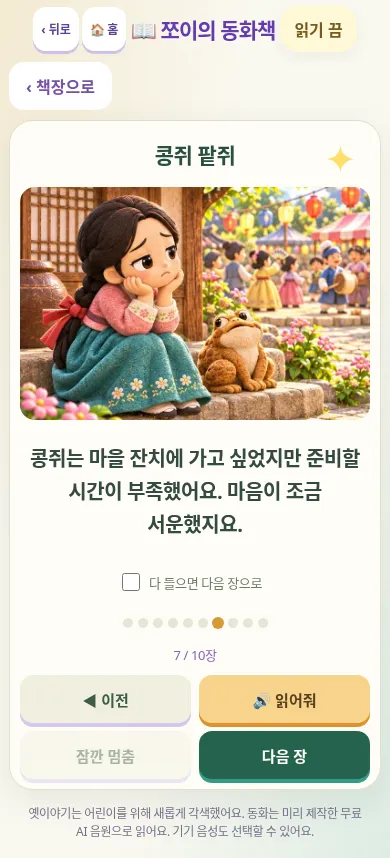 ‹ 뒤로 🏠 홈 📖 쪼이의 동화책 읽기 끔
‹ 책장으로
콩쥐 팥쥐
콩쥐는 마을 잔치에 가고 싶었지만 준비할
시간이 부족했어요. 마음이 조금
서운했지요.
다 들으면 다음 장으로
7 / 10장
◀ 이전 🔊 읽어줘
잠깐 멈춤 다음 장
옛이야기는 어린이를 위해 새롭게 각색했어요. 동화는 미리 제작한 무료
AI 음원으로 읽어요. 기기 음성도 선택할 수 있어요.